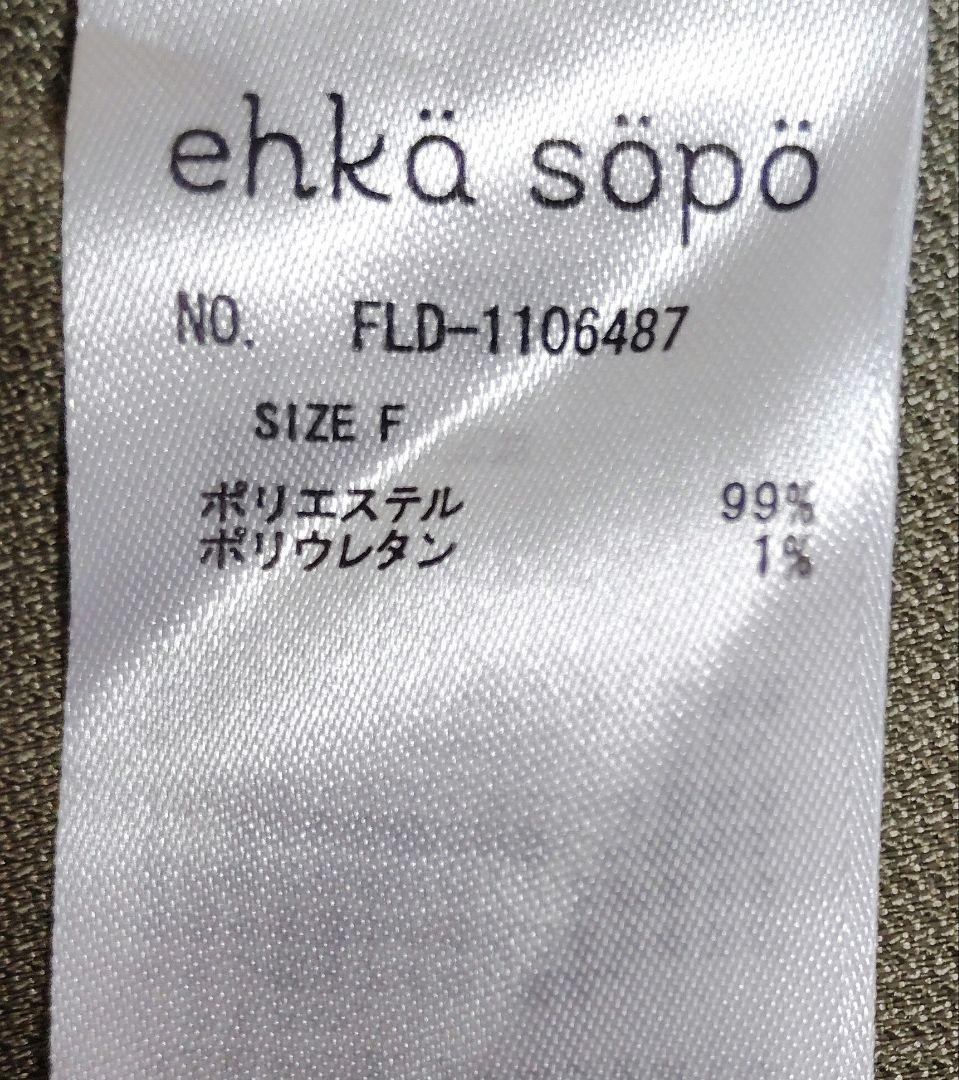 ehkä söpö
NO. FLD-1106487
SIZE F
ポリエステル 99%
ポリウレタン 1%